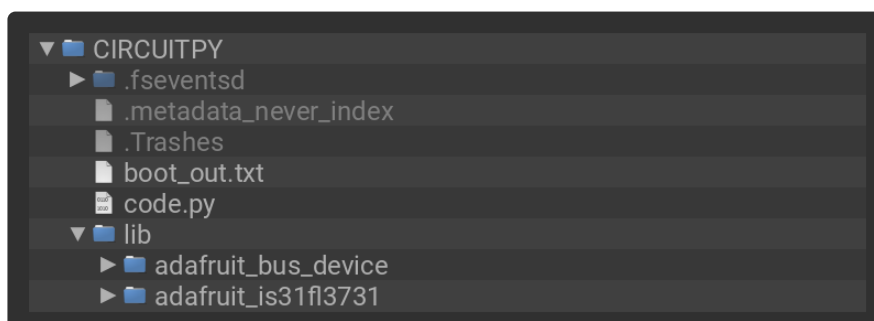 CIRCUITPY
.fseventsd
.metadata_never_index
.Trashes
boot_out.txt
code.py
lib
adafruit_bus_device
adafruit_is31fl3731